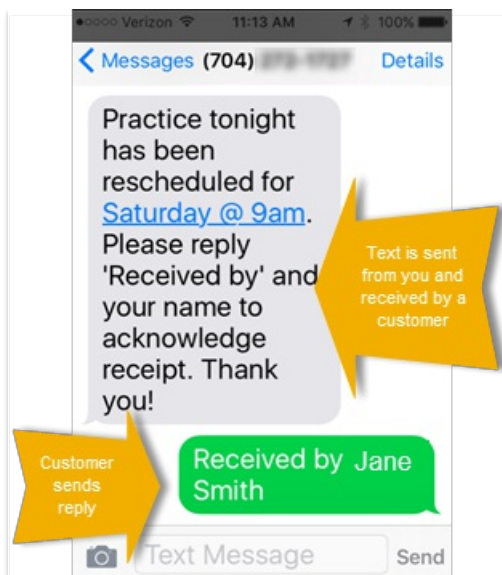 Verizon 11:13 AM 100%
Messages (704) Details
Practice tonight
has been
rescheduled for
Saturday @ 9am.
Please reply
'Received by' and
your name to
acknowledge
receipt. Thank
you!
Text is sent
from you and
received by a
customer
Customer
sends
reply
Received by Jane
Smith
Text Message Send